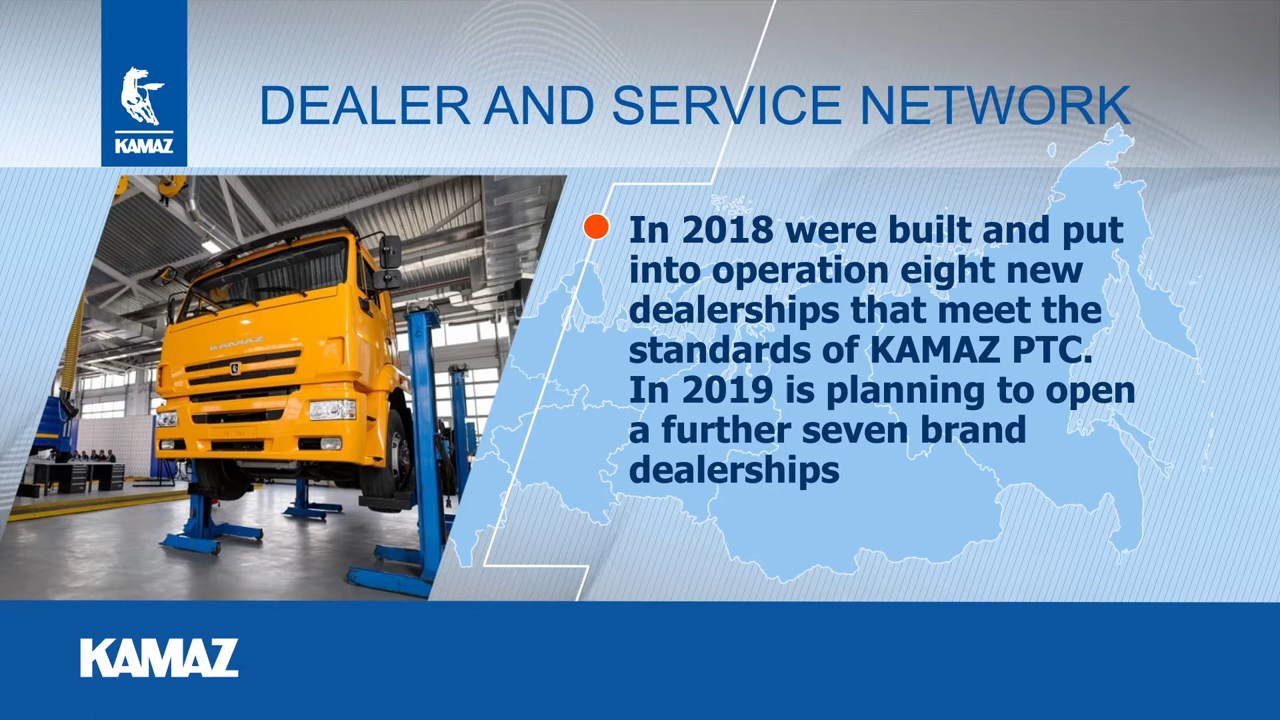 KAMAZ
DEALER AND SERVICE NETWORK
KAMAZ
In 2018 were built and put
into operation eight new
dealerships that meet the
standards of KAMAZ PTC.
In 2019 is planning to open
a further seven brand
dealerships
KAMAZ